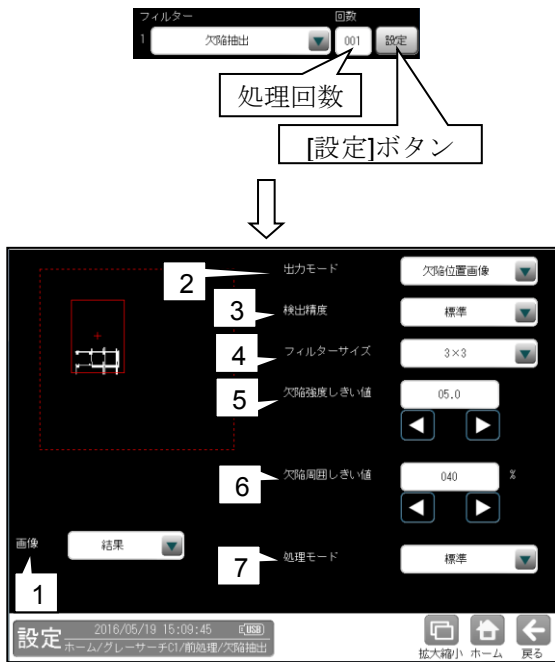 フィルター 回数
1 欠陥抽出 001 設定
処理回数
[設定]ボタン
2 出力モード 欠陥位置画像
3 検出精度 標準
4 フィルターサイズ 3×3
5 欠陥強度しきい値 05.0
6 欠陥周囲しきい値 040 %
画像 結果
1
7 処理モード 標準
設定 2016/05/19 15:09:45 USB
ホーム/グレーサーチC1/前処理/欠陥抽出
拡大縮小 ホーム 戻る